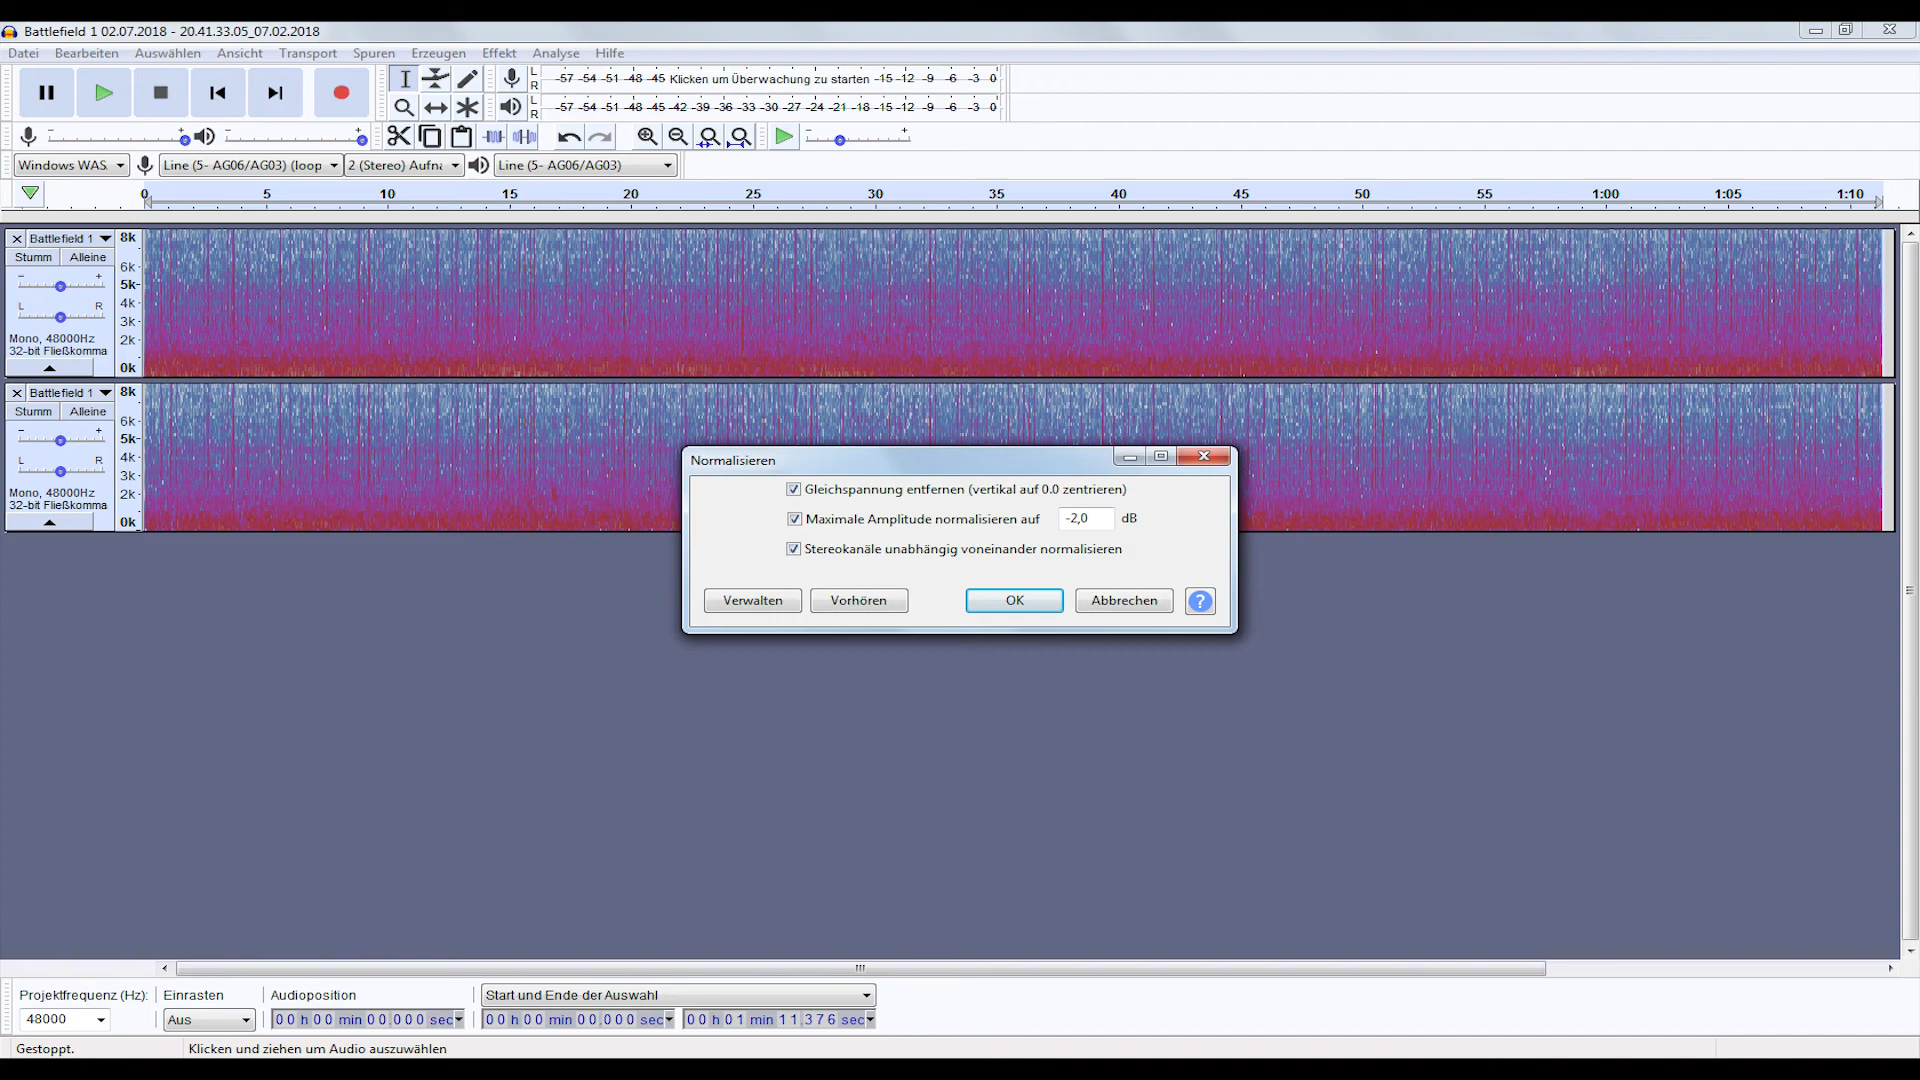 Battlefield 1 02.07.2018 - 20.41.33.05_07.02.2018
Datei Bearbeiten Auswählen Ansicht Transport Spuren Erzeugen Effekt Analyse Hilfe
L R -57 -54 -51 -48 -45 Klicken um Überwachung zu starten -15 -12 -9 -6 -3 0
L R -57 -54 -51 -48 -45 -42 -39 -36 -33 -30 -27 -24 -21 -18 -15 -12 -9 -6 -3 0
- + - + - +
Windows WAS Line (5- AG06/AG03) (loop 2 (Stereo) Aufna Line (5- AG06/AG03)
0 5 10 15 20 25 30 35 40 45 50 55 1:00 1:05 1:10
Battlefield 1 8k
Stumm Alleine
6k
- + 5k
L R 4k
3k
Mono, 48000Hz 2k
32-bit Fließkomma
0k
Battlefield 1 8k
Stumm Alleine
6k
- + 5k
L R 4k
3k
Mono, 48000Hz 2k
32-bit Fließkomma
0k
Normalisieren
Gleichspannung entfernen (vertikal auf 0.0 zentrieren)
Maximale Amplitude normalisieren auf -2,0 dB
Stereokanäle unabhängig voneinander normalisieren
Verwalten Vorhören OK Abbrechen ?
Projektfrequenz (Hz): Einrasten Audioposition Start und Ende der Auswahl
48000 Aus 00 h 00 min 00.000 sec 00 h 00 min 00.000 sec 00 h 01 min 11.376 sec
Gestoppt. Klicken und ziehen um Audio auszuwählen